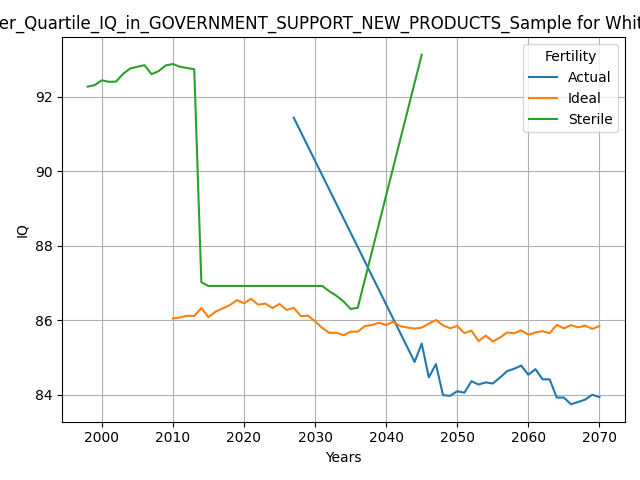 er_Quartile_IQ_in_GOVERNMENT_SUPPORT_NEW_PRODUCTS_Sample for Whit
Fertility
Actual
Ideal
Sterile
IQ
92
90
88
86
84
2000 2010 2020 2030 2040 2050 2060 2070
Years